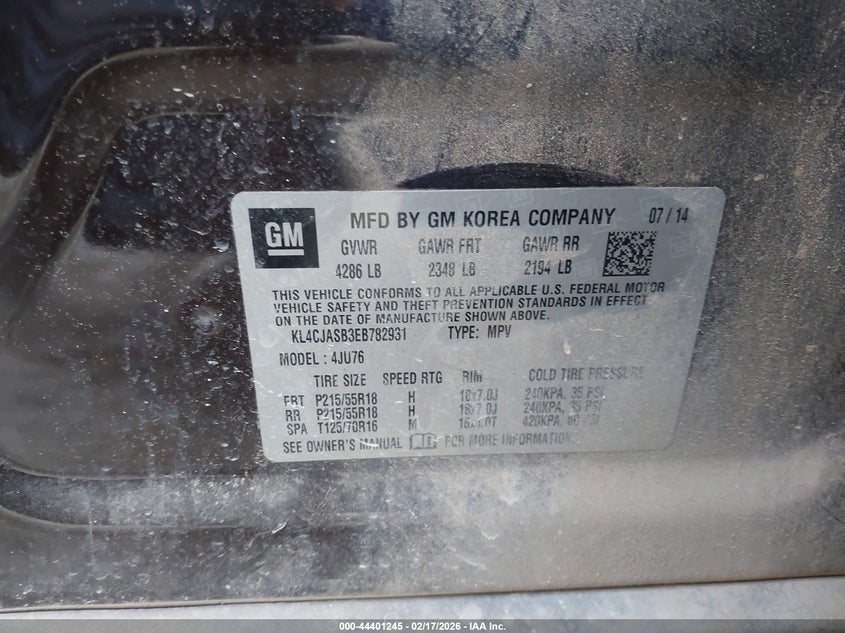 GM
MFD BY GM KOREA COMPANY 07/14
GVWR GAWR FRT GAWR RR
4286 LB 2348 LB 2194 LB
THIS VEHICLE CONFORMS TO ALL APPLICABLE U.S. FEDERAL MOTOR
VEHICLE SAFETY AND THEFT PREVENTION STANDARDS IN EFFECT
ON THE DATE OF MANUFACTURE SHOWN ABOVE.
KL4CJASB3EB782931 TYPE: MPV
MODEL: 4JU76
TIRE SIZE SPEED RTG RIM COLD TIRE PRESSURE
FRT P215/55R18 H 18x7.0J 240KPA, 35 PSI
RR P215/55R18 H 18x7.0J 240KPA, 35 PSI
SPA T125/70R16 M 420KPA, 60 PSI
SEE OWNER'S MANUAL FOR MORE INFORMATION
000-44401245 - 02/17/2026 - IAA Inc.